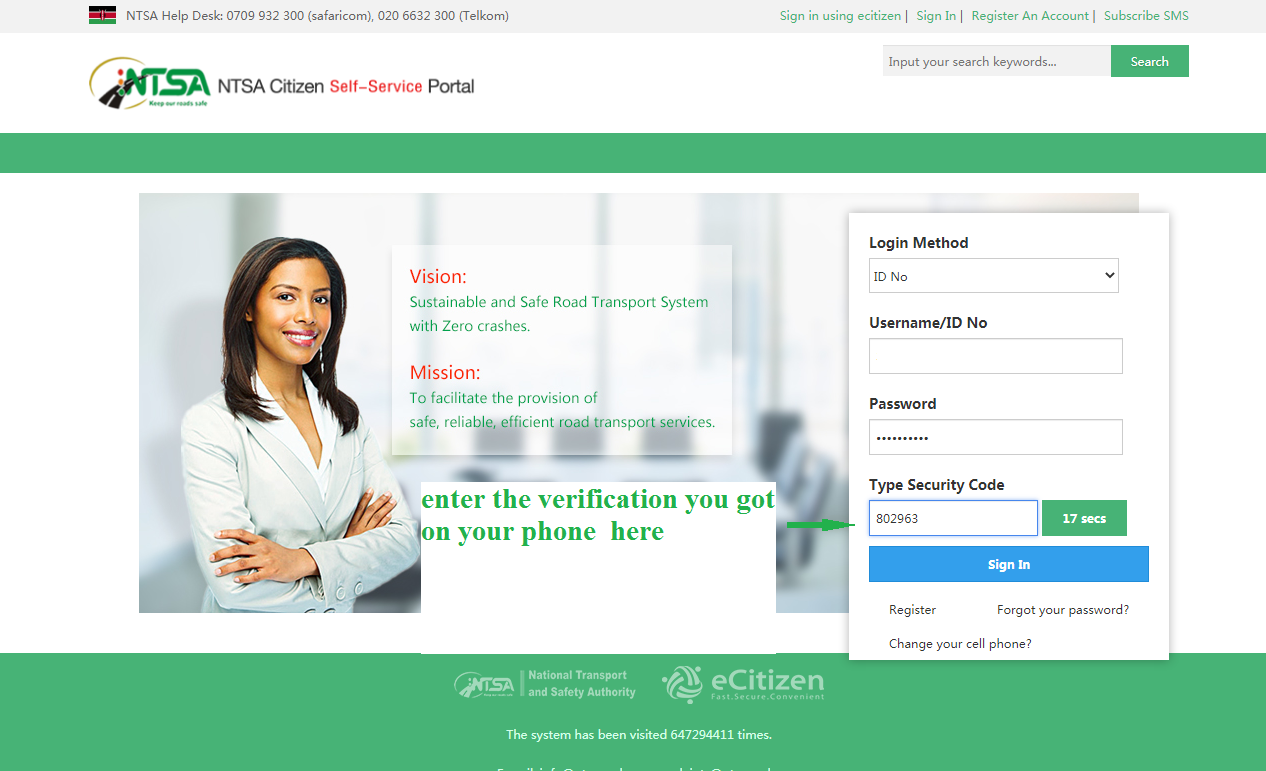 NTSA Help Desk: 0709 932 300 (safaricom), 020 6632 300 (Telkom)
Sign in using ecitizen | Sign In | Register An Account | Subscribe SMS
Input your search keywords...
Search
NTSA
Keep our roads safe
NTSA Citizen Self-Service Portal
Login Method
ID No
Username/ID No
Password
Type Security Code
802963
17 secs
Sign In
Register
Forgot your password?
Change your cell phone?
Vision:
Sustainable and Safe Road Transport System
with Zero crashes.
Mission:
To facilitate the provision of
safe, reliable, efficient road transport services.
enter the verification you got
on your phone here
NTSA
National Transport
and Safety Authority
eCitizen
Fast.Secure.Convenient
The system has been visited 647294411 times.